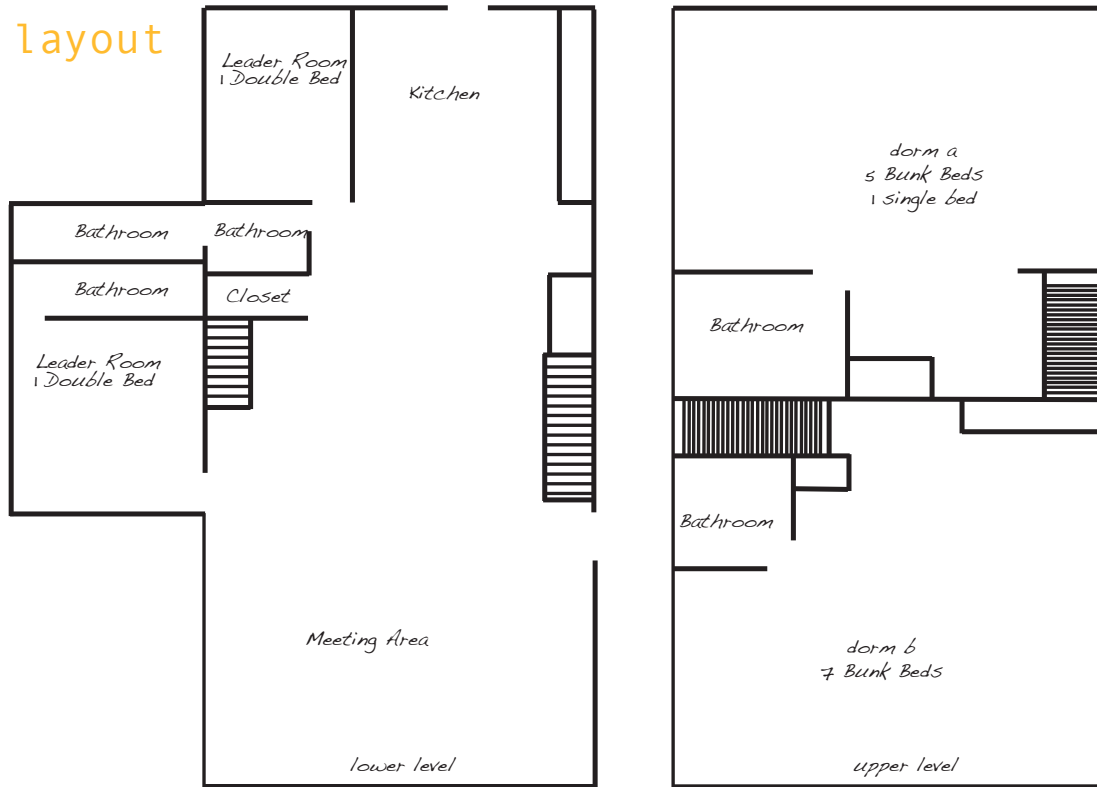 layout
Leader Room
1 Double Bed
Kitchen
Bathroom
Bathroom
Bathroom
Closet
Leader Room
1 Double Bed
Meeting Area
lower level
dorm a
5 Bunk Beds
1 single bed
Bathroom
Bathroom
dorm b
7 Bunk Beds
upper level